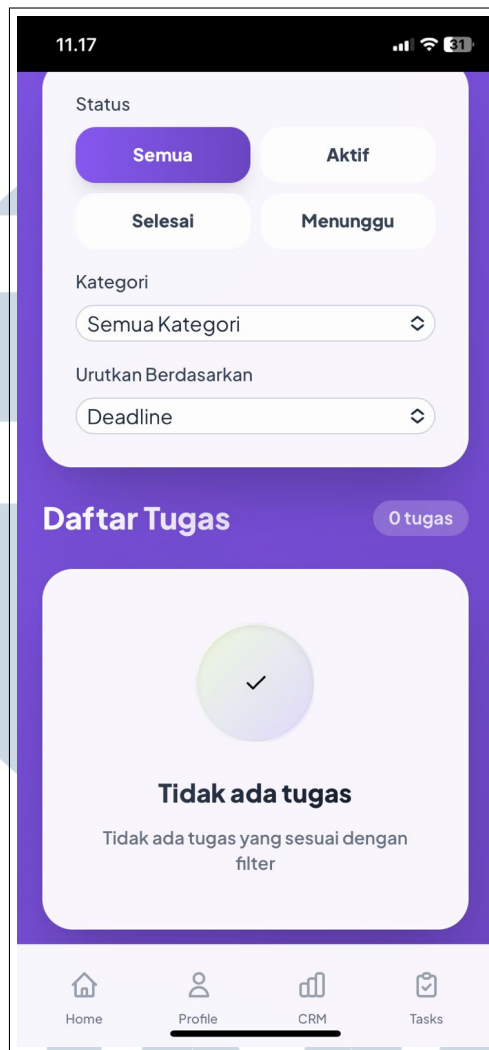 11.17
31
Status
Semua
Aktif
Selesai
Menunggu
Kategori
Semua Kategori
Urutkan Berdasarkan
Deadline
Daftar Tugas
0 tugas
Tidak ada tugas
Tidak ada tugas yang sesuai dengan
filter
Home
Profile
CRM
Tasks